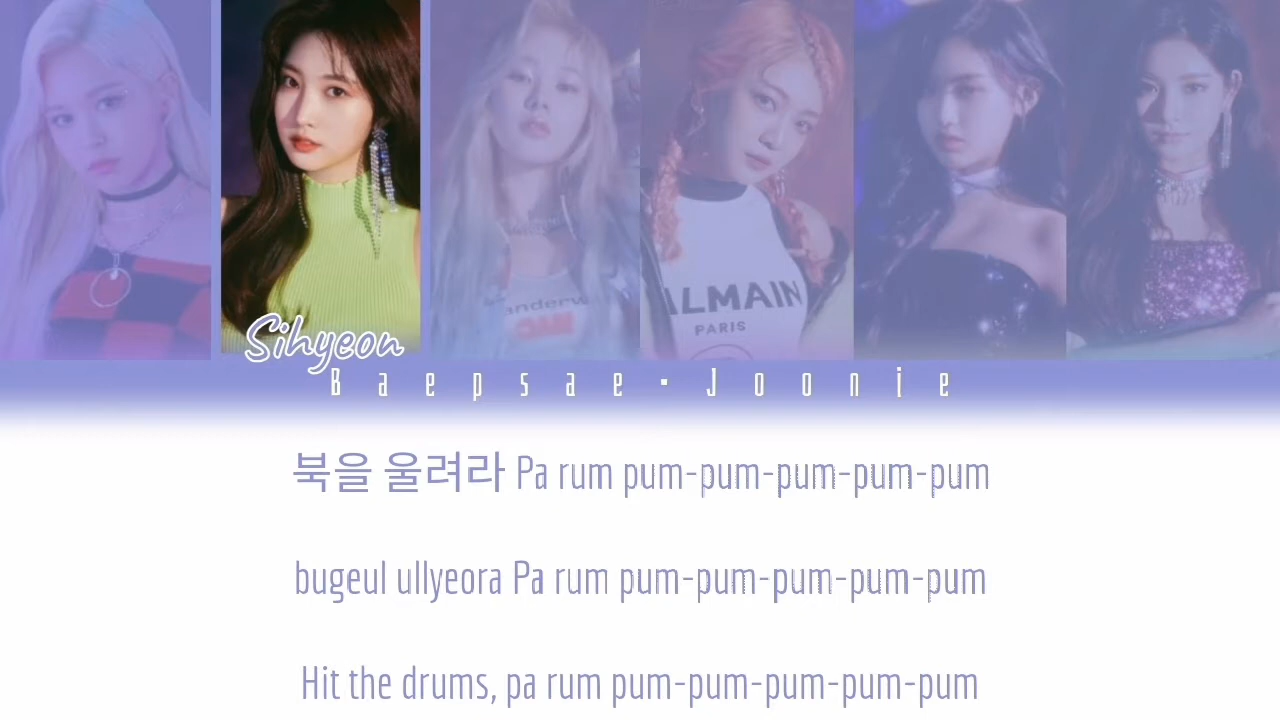 anderw
ALMAIN
PARIS
Sihyeon
Baepsae·Joonie
북을 울려라 Pa rum pum-pum-pum-pum-pum
bugeul ullyeora Pa rum pum-pum-pum-pum-pum
Hit the drums, pa rum pum-pum-pum-pum-pum